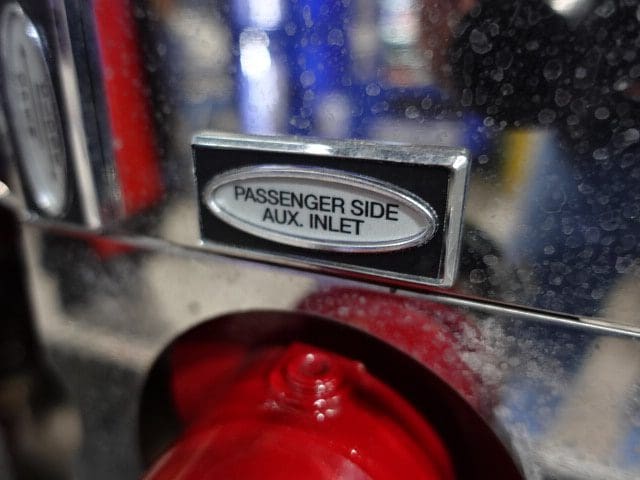 PASSENGER SIDE
AUX. INLET